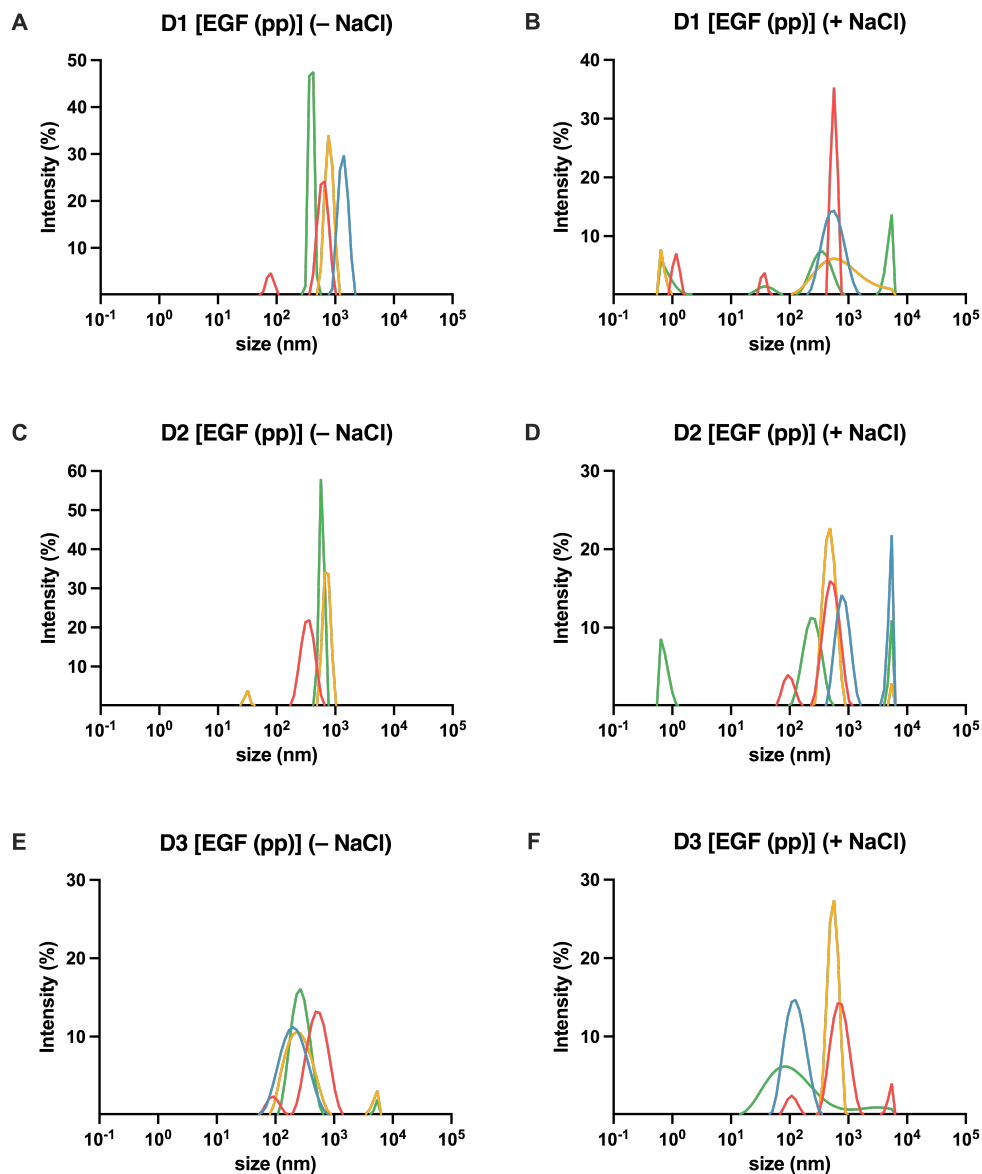 A
D1 [EGF (pp)] (– NaCl)
50
40
30
20
10
Intensity (%)
10-1 100 101 102 103 104 105
size (nm)
B
D1 [EGF (pp)] (+ NaCl)
40
30
20
10
Intensity (%)
10-1 100 101 102 103 104 105
size (nm)
C
D2 [EGF (pp)] (– NaCl)
60
50
40
30
20
10
Intensity (%)
10-1 100 101 102 103 104 105
size (nm)
D
D2 [EGF (pp)] (+ NaCl)
30
20
10
Intensity (%)
10-1 100 101 102 103 104 105
size (nm)
E
D3 [EGF (pp)] (– NaCl)
30
20
10
Intensity (%)
10-1 100 101 102 103 104 105
size (nm)
F
D3 [EGF (pp)] (+ NaCl)
30
20
10
Intensity (%)
10-1 100 101 102 103 104 105
size (nm)